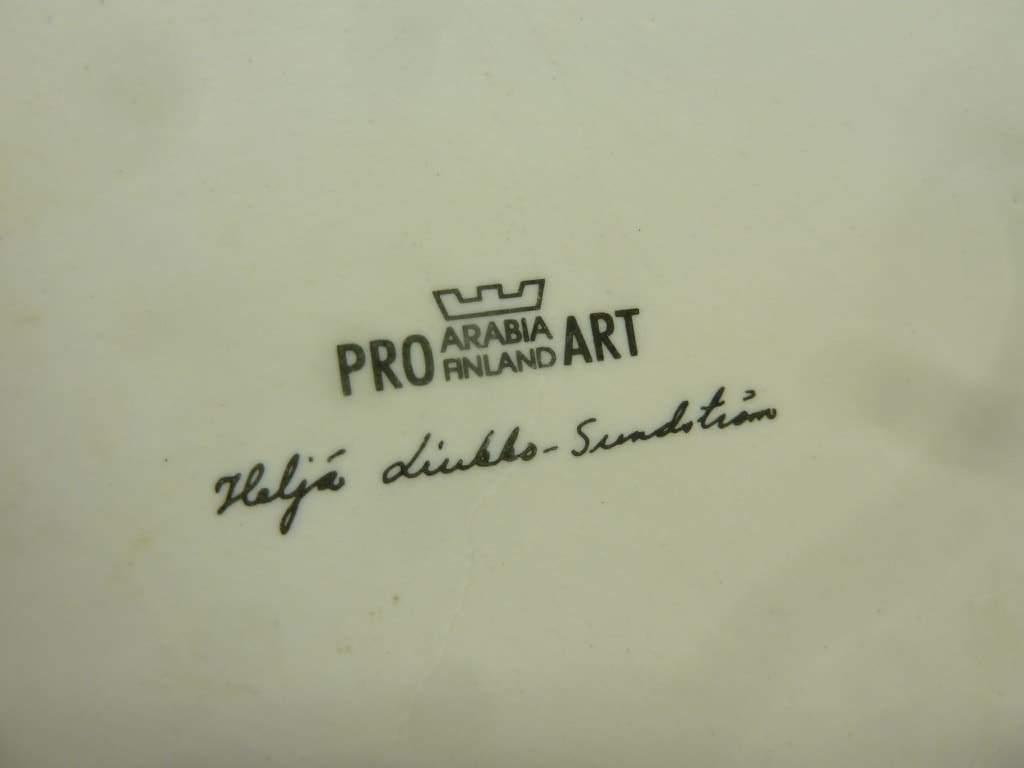 PRO ARABIA ART
FINLAND
Heljä Liukko-Sundström